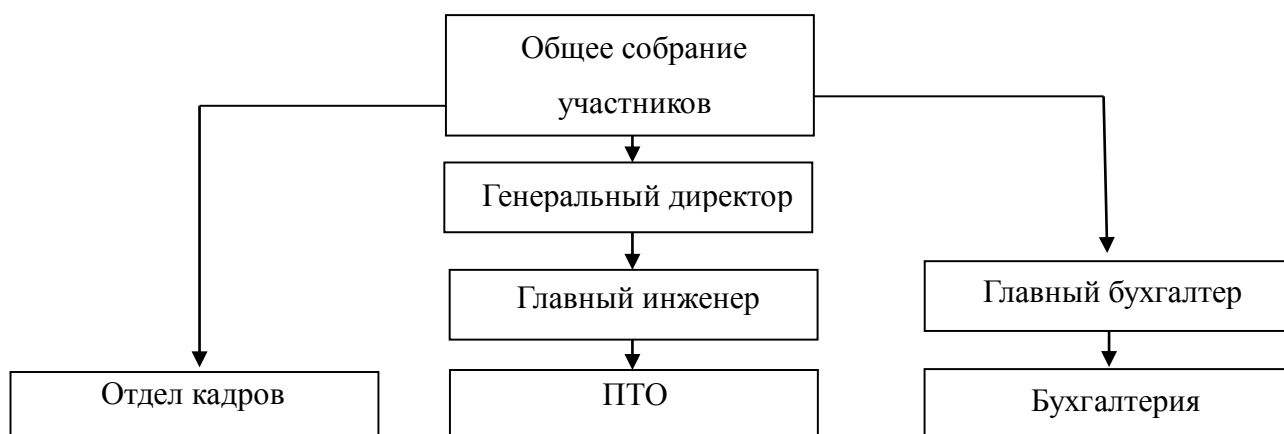 Общее собрание
участников
Генеральный директор
Главный инженер
Главный бухгалтер
Отдел кадров
ПТО
Бухгалтерия